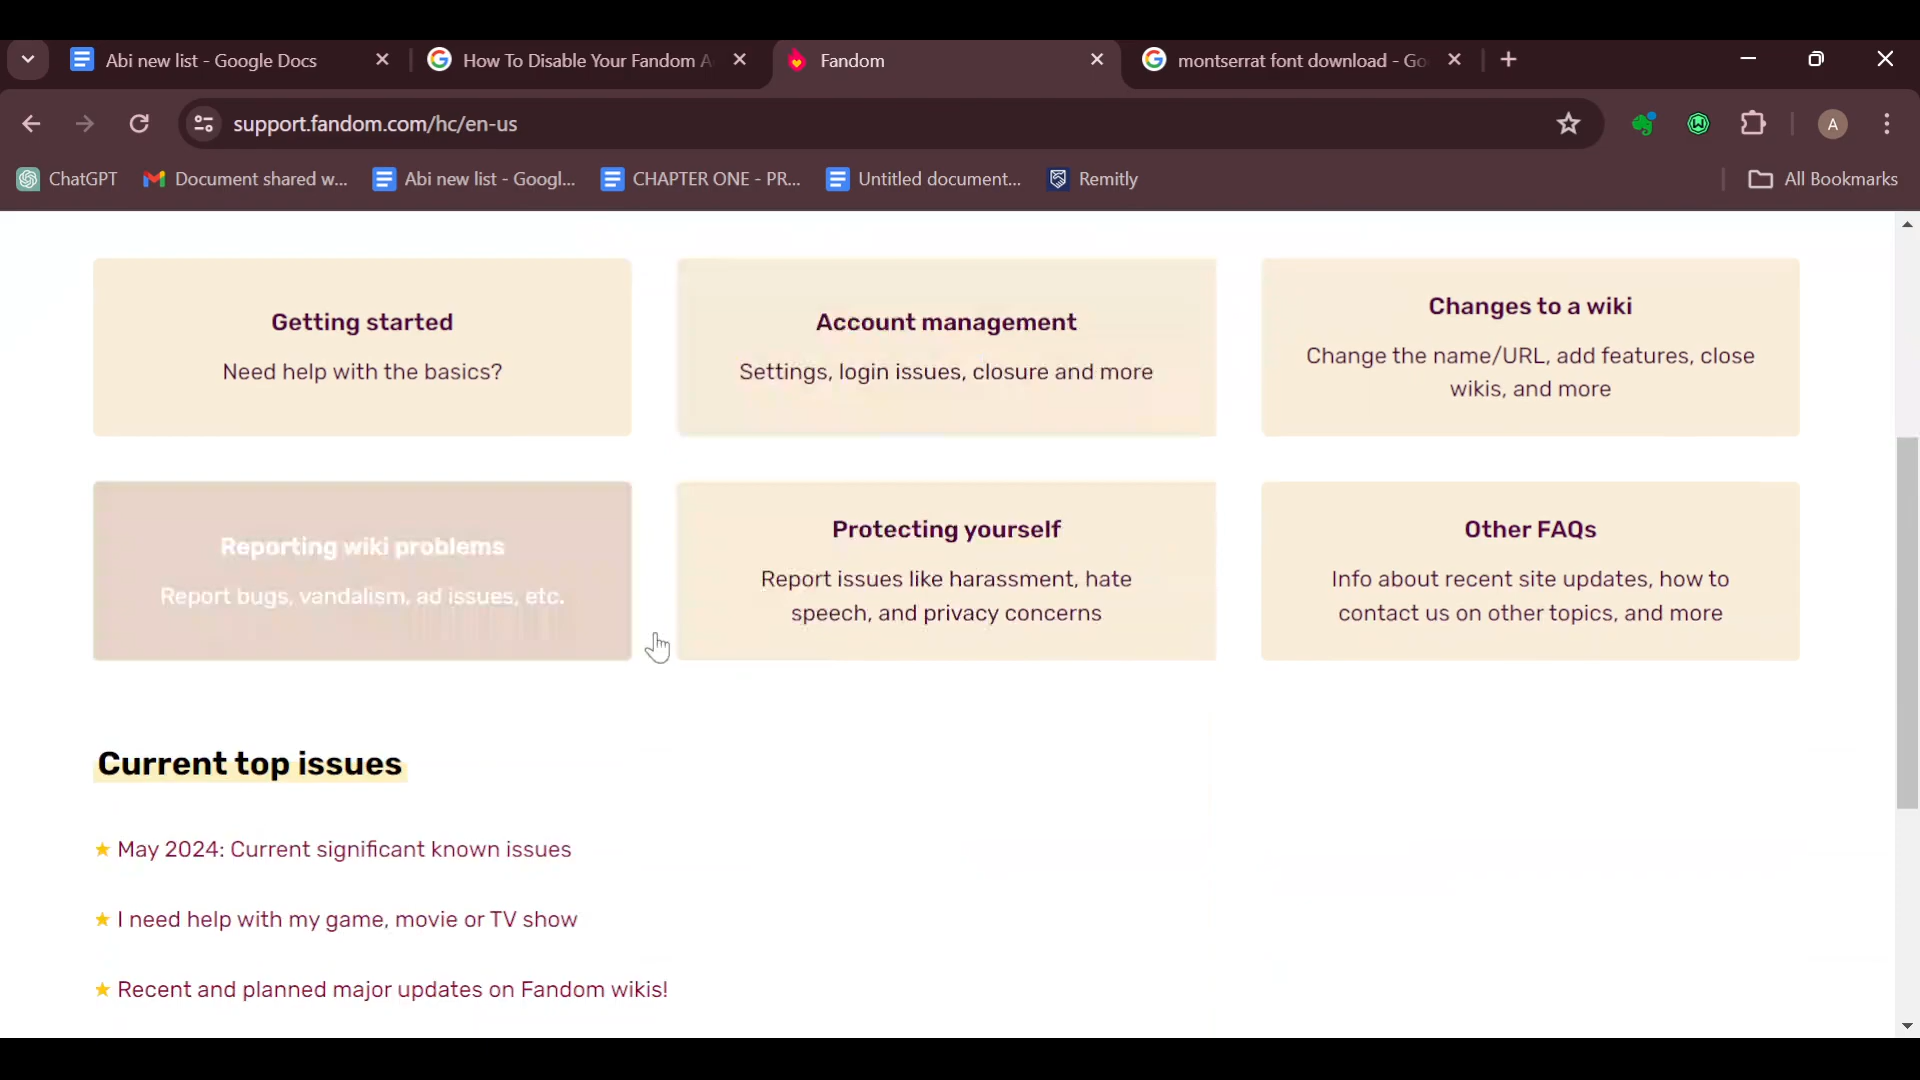 Abi new list - Google Docs
How To Disable Your Fandom A
Fandom
montserrat font download - Go
support.fandom.com/hc/en-us
A
ChatGPT
Document shared w...
Abi new list - Googl...
CHAPTER ONE - PR...
Untitled document...
Remitly
All Bookmarks
Getting started
Need help with the basics?
Account management
Settings, login issues, closure and more
Changes to a wiki
Change the name/URL, add features, close
wikis, and more
Reporting wiki problems
Report bugs, vandalism, ad issues, etc.
Protecting yourself
Report issues like harassment, hate
speech, and privacy concerns
Other FAQs
Info about recent site updates, how to
contact us on other topics, and more
Current top issues
★ May 2024: Current significant known issues
★ I need help with my game, movie or TV show
★ Recent and planned major updates on Fandom wikis!